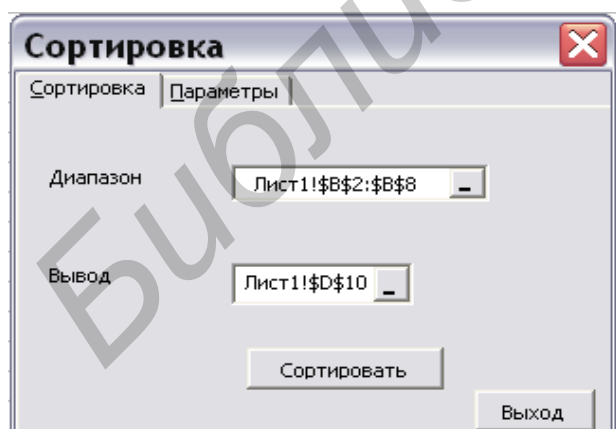 Сортировка
Сортировка Параметры
Диапазон Лист1!$B$2:$B$8 _
Вывод Лист1!$D$10 _
Сортировать
Выход